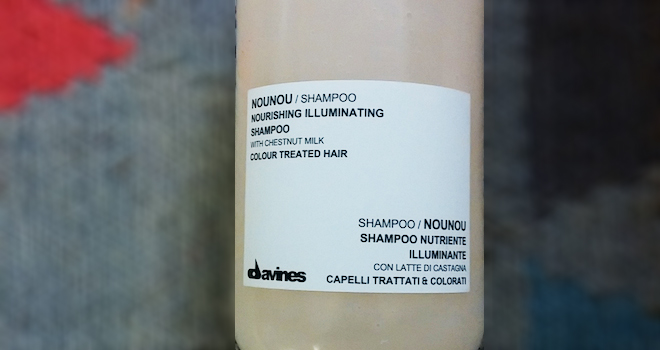 NOUNOU / SHAMPOO
NOURISHING ILLUMINATING
SHAMPOO
WITH CHESTNUT MILK
COLOUR TREATED HAIR
SHAMPOO / NOUNOU
SHAMPOO NUTRIENTE
ILLUMINANTE
CON LATTE DI CASTAGNA
CAPELLI TRATTATI & COLORATI
davines